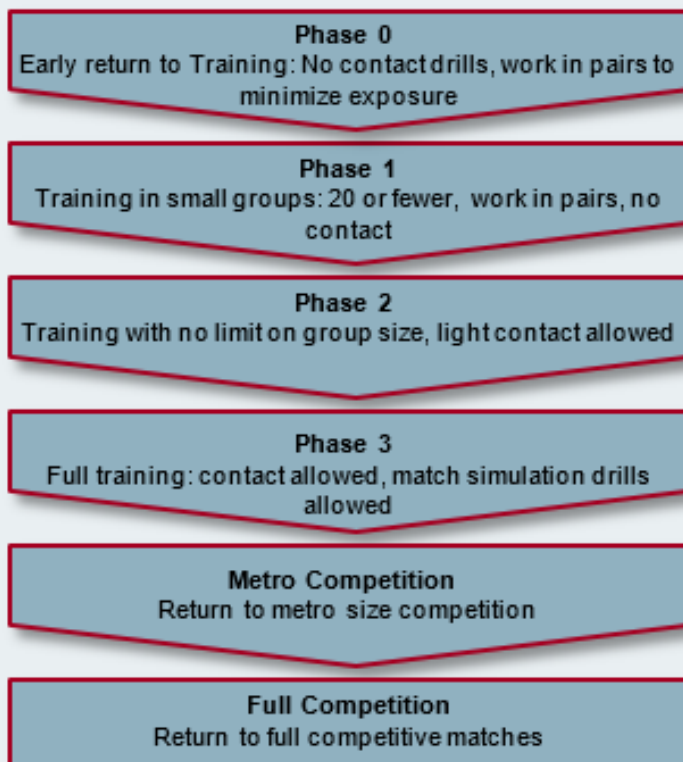 Phase 0
Early return to Training: No contact drills, work in pairs to
minimize exposure
Phase 1
Training in small groups: 20 or fewer, work in pairs, no
contact
Phase 2
Training with no limit on group size, light contact allowed
Phase 3
Full training: contact allowed, match simulation drills
allowed
Metro Competition
Return to metro size competition
Full Competition
Return to full competitive matches